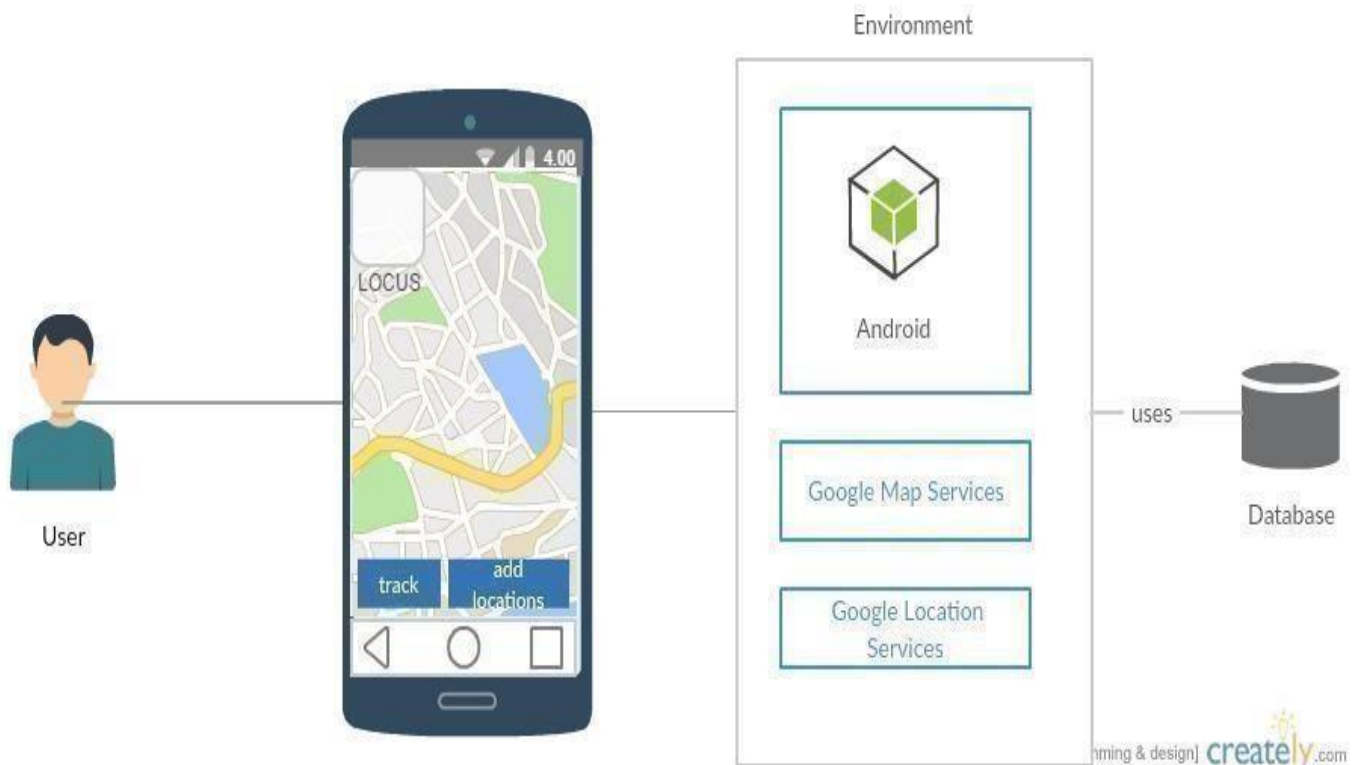 Environment
4.00
LOCUS
Android
uses
User
Google Map Services
Database
track
add
locations
Google Location
Services
& design] creately.com